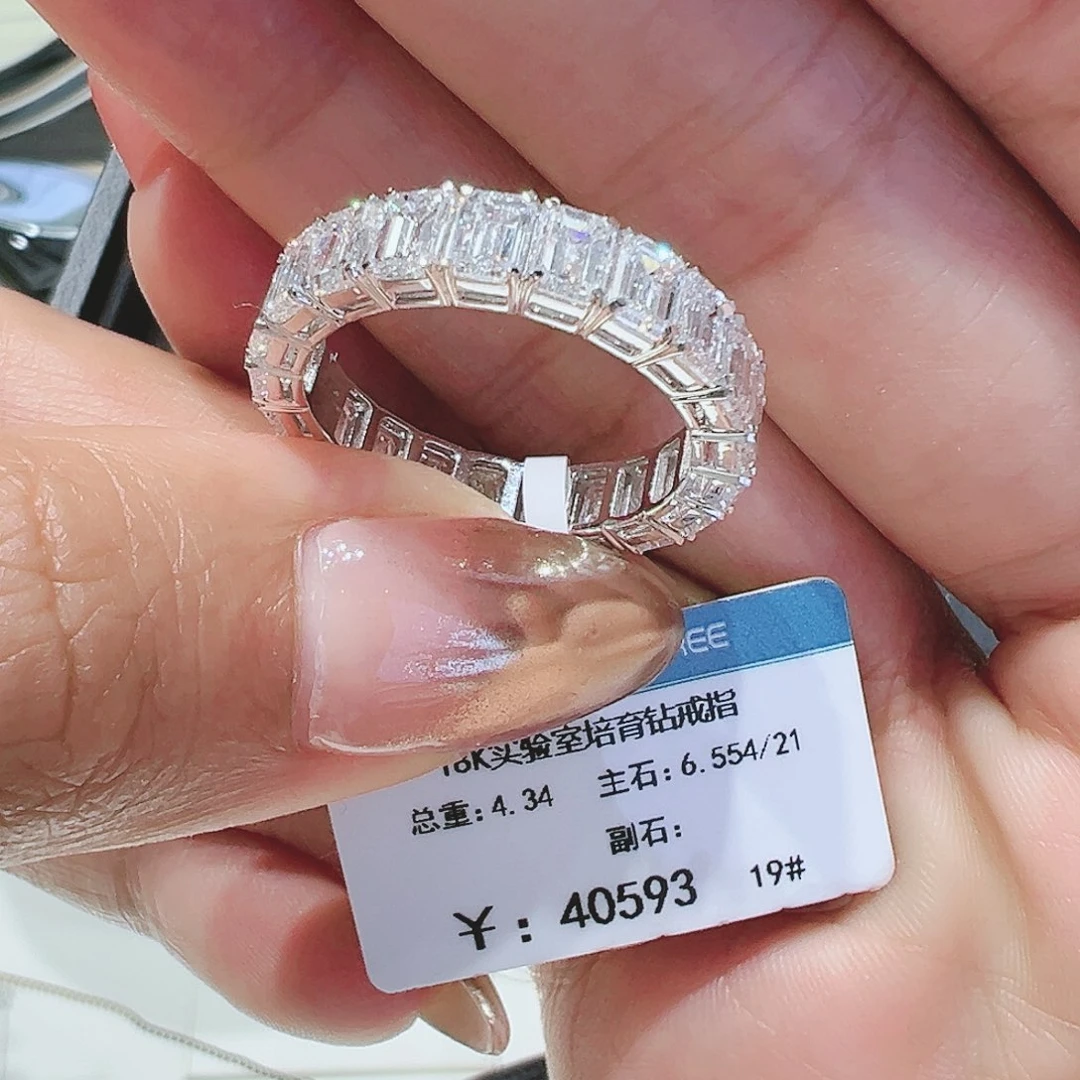 EE
18K实验室培育钻戒指
总重:4.34 主石:6.554/21
副石:
¥: 40593 19#